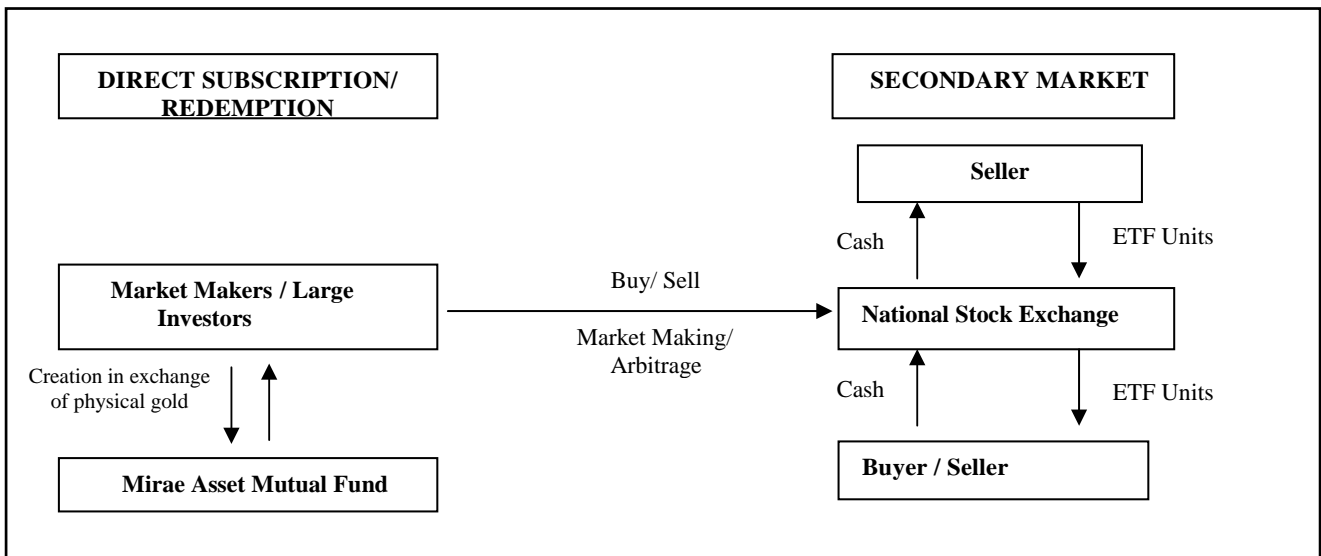 DIRECT SUBSCRIPTION/
REDEMPTION
SECONDARY MARKET
Seller
Cash
ETF Units
Market Makers / Large
Investors
Buy/ Sell
Market Making/
Arbitrage
National Stock Exchange
Creation in exchange
of physical gold
Cash
ETF Units
Mirae Asset Mutual Fund
Buyer / Seller